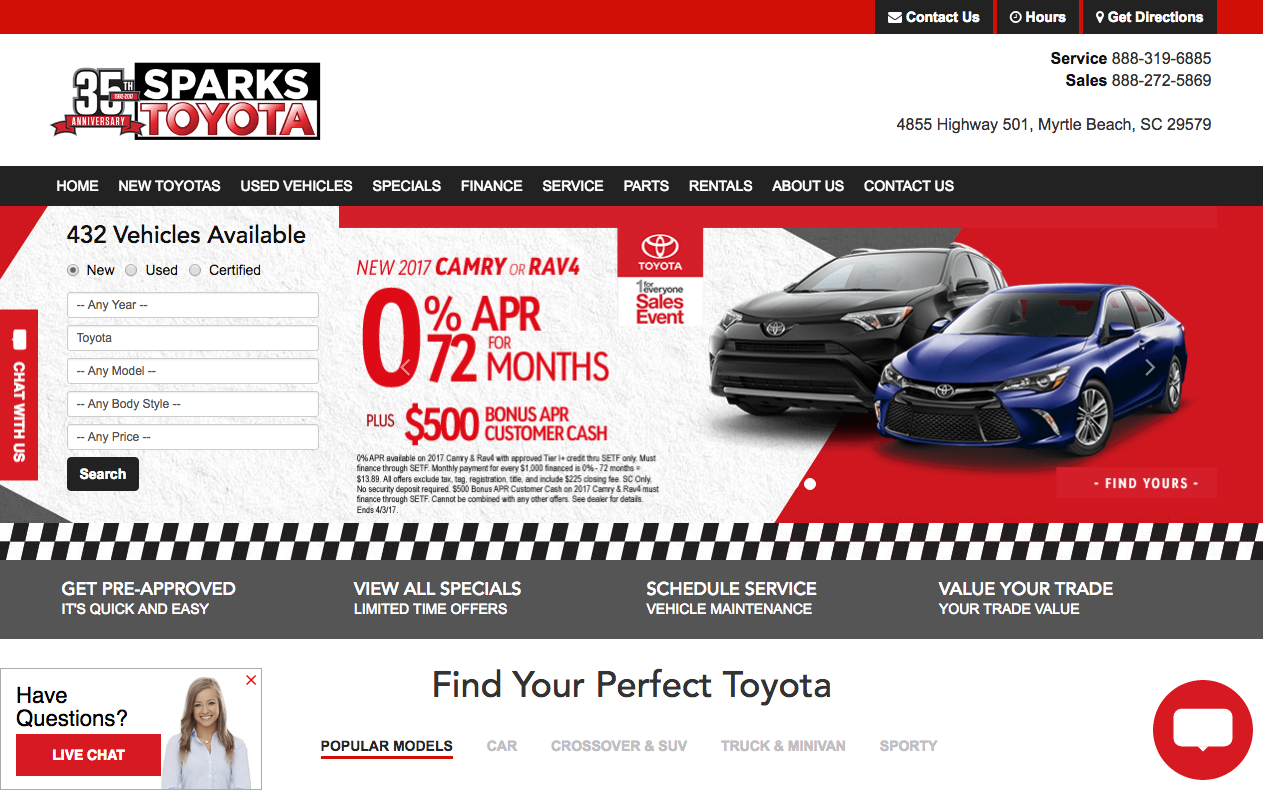 Contact Us
Hours
Get Directions
35TH
1982-2017
ANNIVERSARY
SPARKS
TOYOTA
Service 888-319-6885
Sales 888-272-5869
4855 Highway 501, Myrtle Beach, SC 29579
HOME NEW TOYOTAS USED VEHICLES SPECIALS FINANCE SERVICE PARTS RENTALS ABOUT US CONTACT US
432 Vehicles Available
New Used Certified
-- Any Year --
Toyota
-- Any Model --
-- Any Body Style --
-- Any Price --
Search
CHAT WITH US
NEW 2017 CAMRY OR RAV4
0% APR
FOR
72 MONTHS
PLUS $500 BONUS APR
CUSTOMER CASH
0% APR available on 2017 Camry & Rav4 with approved Tier I+ credit thru SETF only. Must
finance through SETF. Monthly payment for every $1,000 financed is 0% - 72 months =
$13.89. All offers exclude tax, tag, registration, title, and include $225 closing fee. SC Only.
No security deposit required. $500 Bonus APR Customer Cash on 2017 Camry & Rav4 must
finance through SETF. Cannot be combined with any other offers. See dealer for details.
Ends 4/3/17.
TOYOTA
1 for everyone
Sales
Event
- FIND YOURS -
GET PRE-APPROVED
IT'S QUICK AND EASY
VIEW ALL SPECIALS
LIMITED TIME OFFERS
SCHEDULE SERVICE
VEHICLE MAINTENANCE
VALUE YOUR TRADE
YOUR TRADE VALUE
Have
Questions?
LIVE CHAT
Find Your Perfect Toyota
POPULAR MODELS CAR CROSSOVER & SUV TRUCK & MINIVAN SPORTY